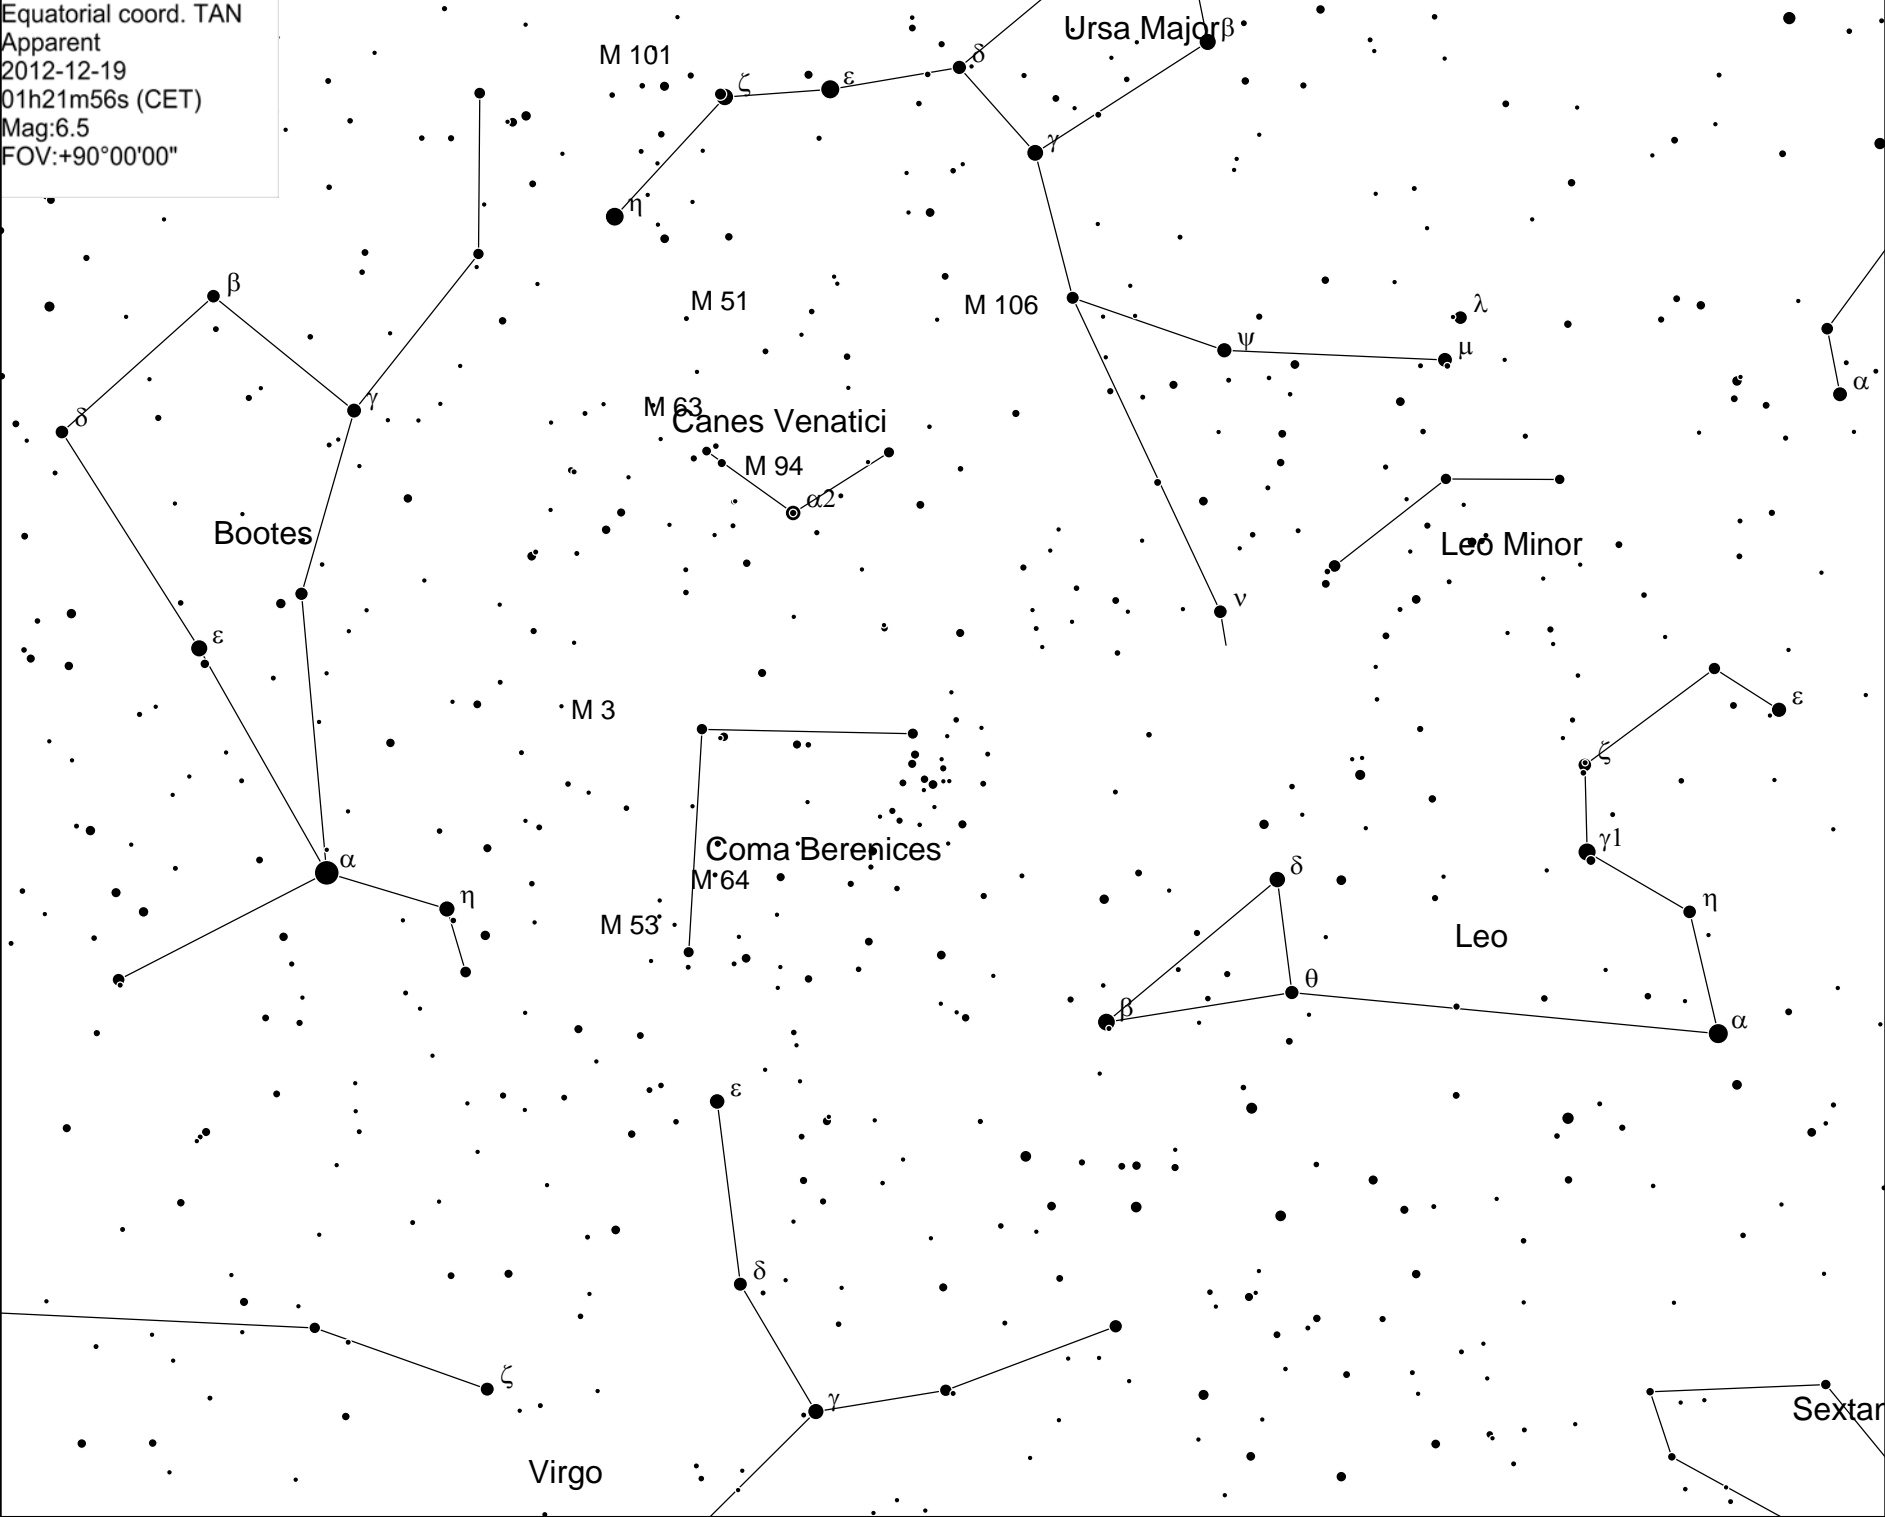 Equatorial coord. TAN
Apparent
2012-12-19
01h21m56s (CET)
Mag:6.5
FOV:+90°00'00"
Ursa Major
β
M 101
δ
ζ
ε
γ
η
β
M 51
M 106
λ
ψ
μ
α
δ
γ
M 63
Canes Venatici
M 94
α2
Bootes
Leo Minor
ν
ε
M 3
ε
ζ
γ1
Coma Berenices
α
M 64
δ
η
η
M 53
Leo
θ
β
α
ε
δ
ζ
γ
Sextan
Virgo